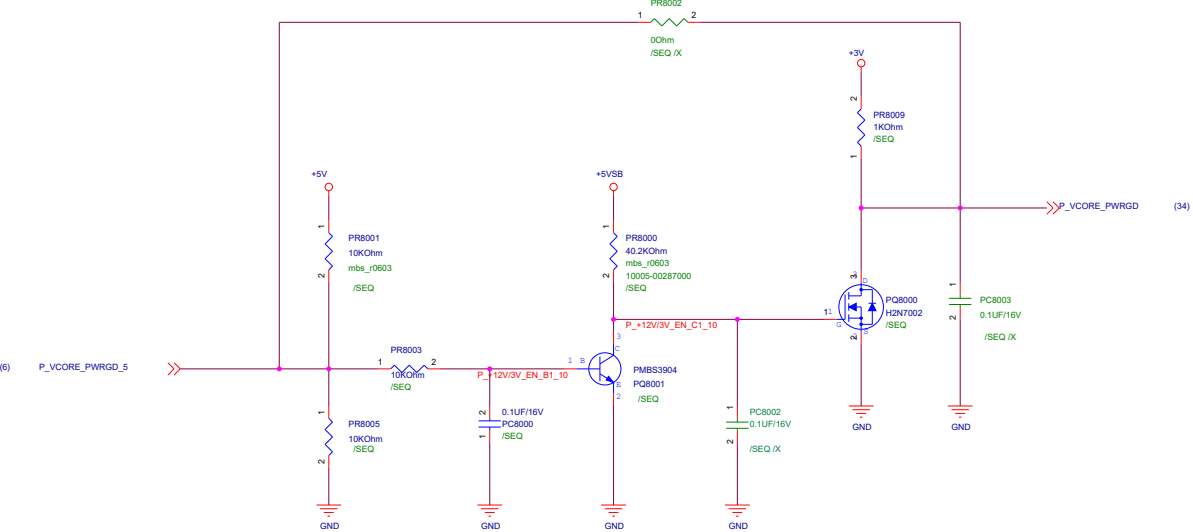 PR8002
1
2
0Ohm
/SEQ /X
+3V
2
PR8009
1KOhm
/SEQ
1
+5V
+5VSB
P_VCORE_PWRGD
(34)
1
PR8001
10KOhm
mbs_r0603
2
/SEQ
1
PR8000
40.2KOhm
mbs_r0603
10005-00287000
2
/SEQ
3
D
PQ8000
H2N7002
/SEQ
1
1
G
2
S
1
PC8003
0.1UF/16V
2
/SEQ /X
P_+12V/3V_EN_C1_10
3
C
(6)
P_VCORE_PWRGD_5
PR8003
1
2
10KOhm
/SEQ
P_+12V/3V_EN_B1_10
1
B
PMBS3904
PQ8001
/SEQ
E
2
1
PR8005
10KOhm
/SEQ
2
2
0.1UF/16V
PC8000
/SEQ
1
1
PC8002
0.1UF/16V
2
/SEQ /X
GND
GND
GND
GND
GND
GND